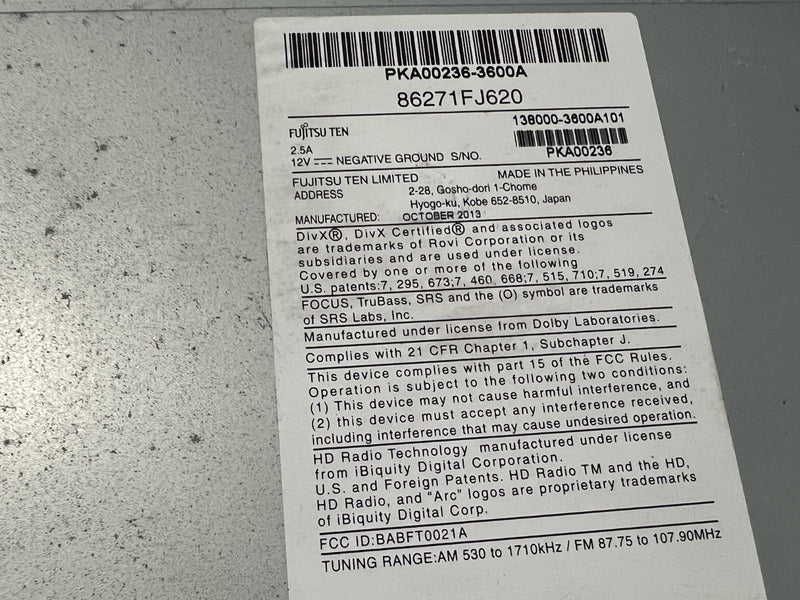 PKA00236-3600A
86271FJ620
FUJITSU TEN
138000-3600A101
2.5A
PKA00236
12V NEGATIVE GROUND S/NO.
FUJITSU TEN LIMITED MADE IN THE PHILIPPINES
ADDRESS 2-28, Gosho-dori 1-Chome
Hyogo-ku, Kobe 652-8510, Japan
MANUFACTURED: OCTOBER 2013
DivX®, DivX Certified® and associated logos
are trademarks of Rovi Corporation or its
subsidiaries and are used under license.
Covered by one or more of the following
U.S. patents:7, 295, 673;7, 460, 668;7, 515, 710;7, 519, 274
FOCUS, TruBass, SRS and the (O) symbol are trademarks
of SRS Labs, Inc.
Manufactured under license from Dolby Laboratories.
Complies with 21 CFR Chapter 1, Subchapter J.
This device complies with part 15 of the FCC Rules.
Operation is subject to the following two conditions:
(1) This device may not cause harmful interference, and
(2) this device must accept any interference received,
including interference that may cause undesired operation.
HD Radio Technology manufactured under license
from iBiquity Digital Corporation.
U.S. and Foreign Patents. HD Radio TM and the HD,
HD Radio, and "Arc" logos are proprietary trademarks
of iBiquity Digital Corp.
FCC ID:BABFT0021A
TUNING RANGE:AM 530 to 1710kHz / FM 87.75 to 107.90MHz